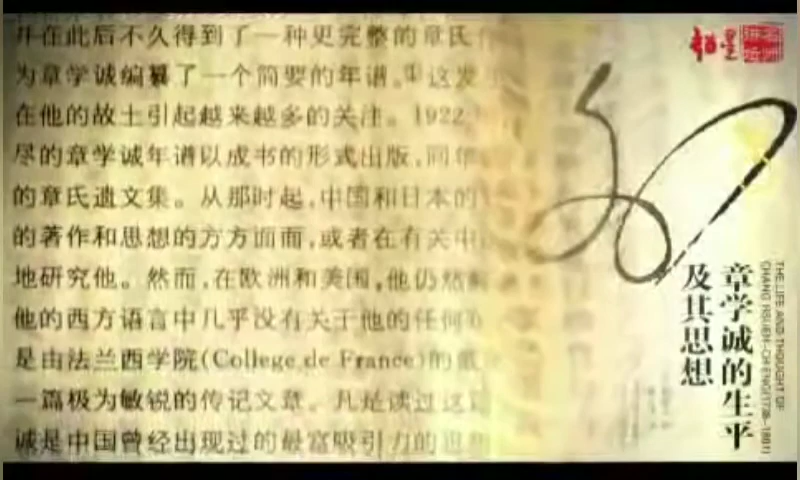 并在此后不久得到了一种更完整的章氏
为章学诚编纂了一个简要的年谱。[1]这发
在他的故土引起越来越多的关注。1922
尽的章学诚年谱以成书的形式出版,同年
的章氏遗文集。从那时起,中国和日本的
的著作和思想的方方面面,或者在有关中
地研究他。然而,在欧洲和美国,他仍然
他的西方语言中几乎没有关于他的任何
是由法兰西学院(College de France)的戴
一篇极为敏锐的传记文章。凡是读过这篇
诚是中国曾经出现过的最富吸引力的思想
章学诚的生平
及其思想
THE LIFE AND THOUGHT OF
CHANG HSUEH-CH'ENG(1738-1801)